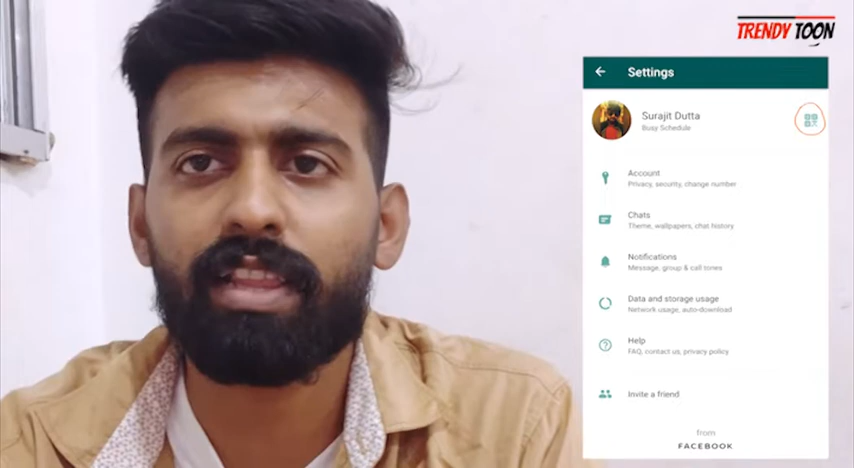 TRENDY TOON
Settings
Surajit Dutta
Busy Schedule
Account
Privacy, security, change number
Chats
Theme, wallpapers, chat history
Notifications
Message, group & call tones
Data and storage usage
Network usage, auto-download
Help
FAQ, contact us, privacy policy
Invite a friend
from
FACEBOOK